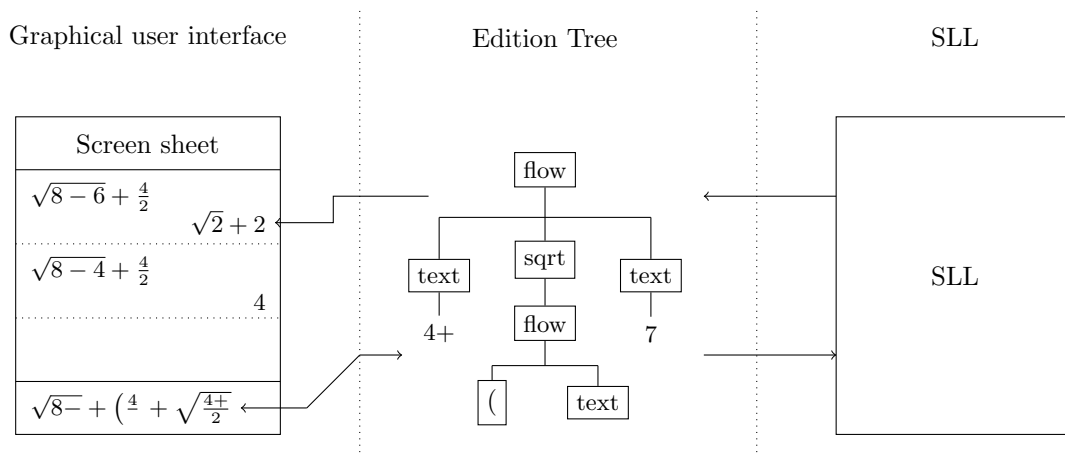 Graphical user interface
Edition Tree
SLL
Screen sheet
√(8 − 6) + 4/2
√2 + 2
√(8 − 4) + 4/2
4
√(8−) + (4/ + √((4+)/2)
flow
text
sqrt
text
4+
flow
7
(
text
SLL